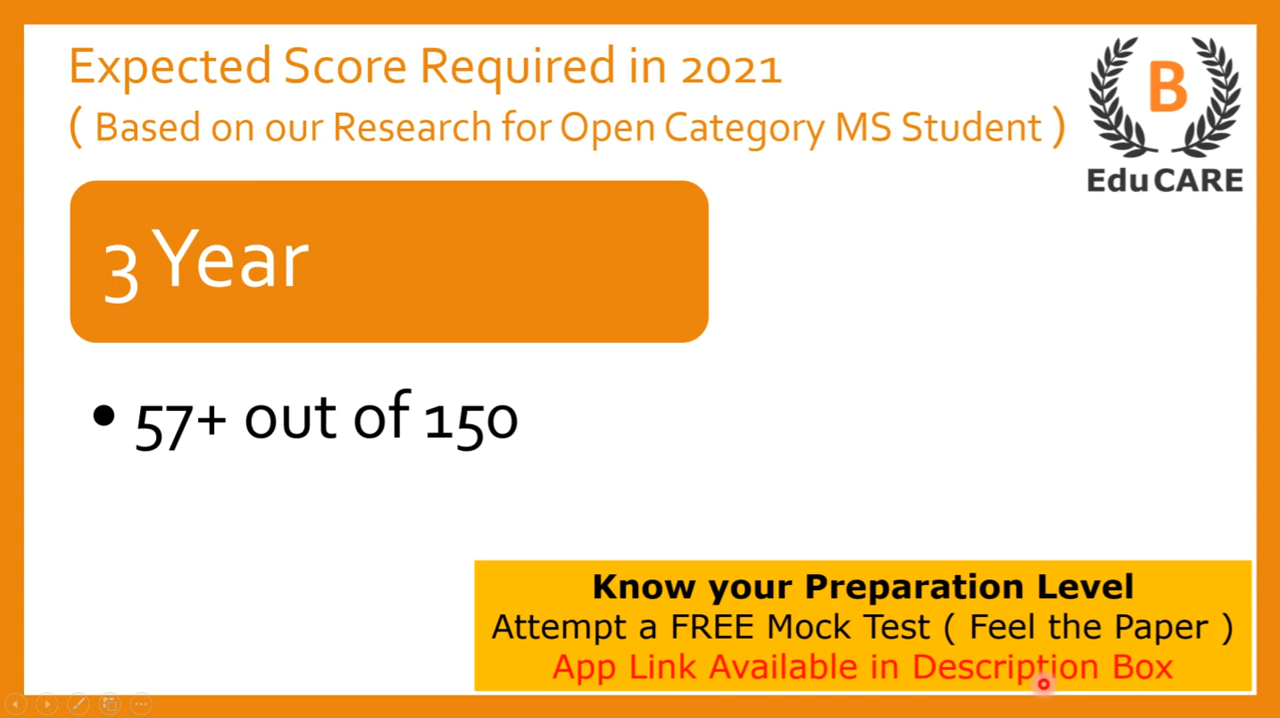 Expected Score Required in 2021
( Based on our Research for Open Category MS Student )
B
EduCARE
3 Year
• 57+ out of 150
Know your Preparation Level
Attempt a FREE Mock Test ( Feel the Paper )
App Link Available in Description Box